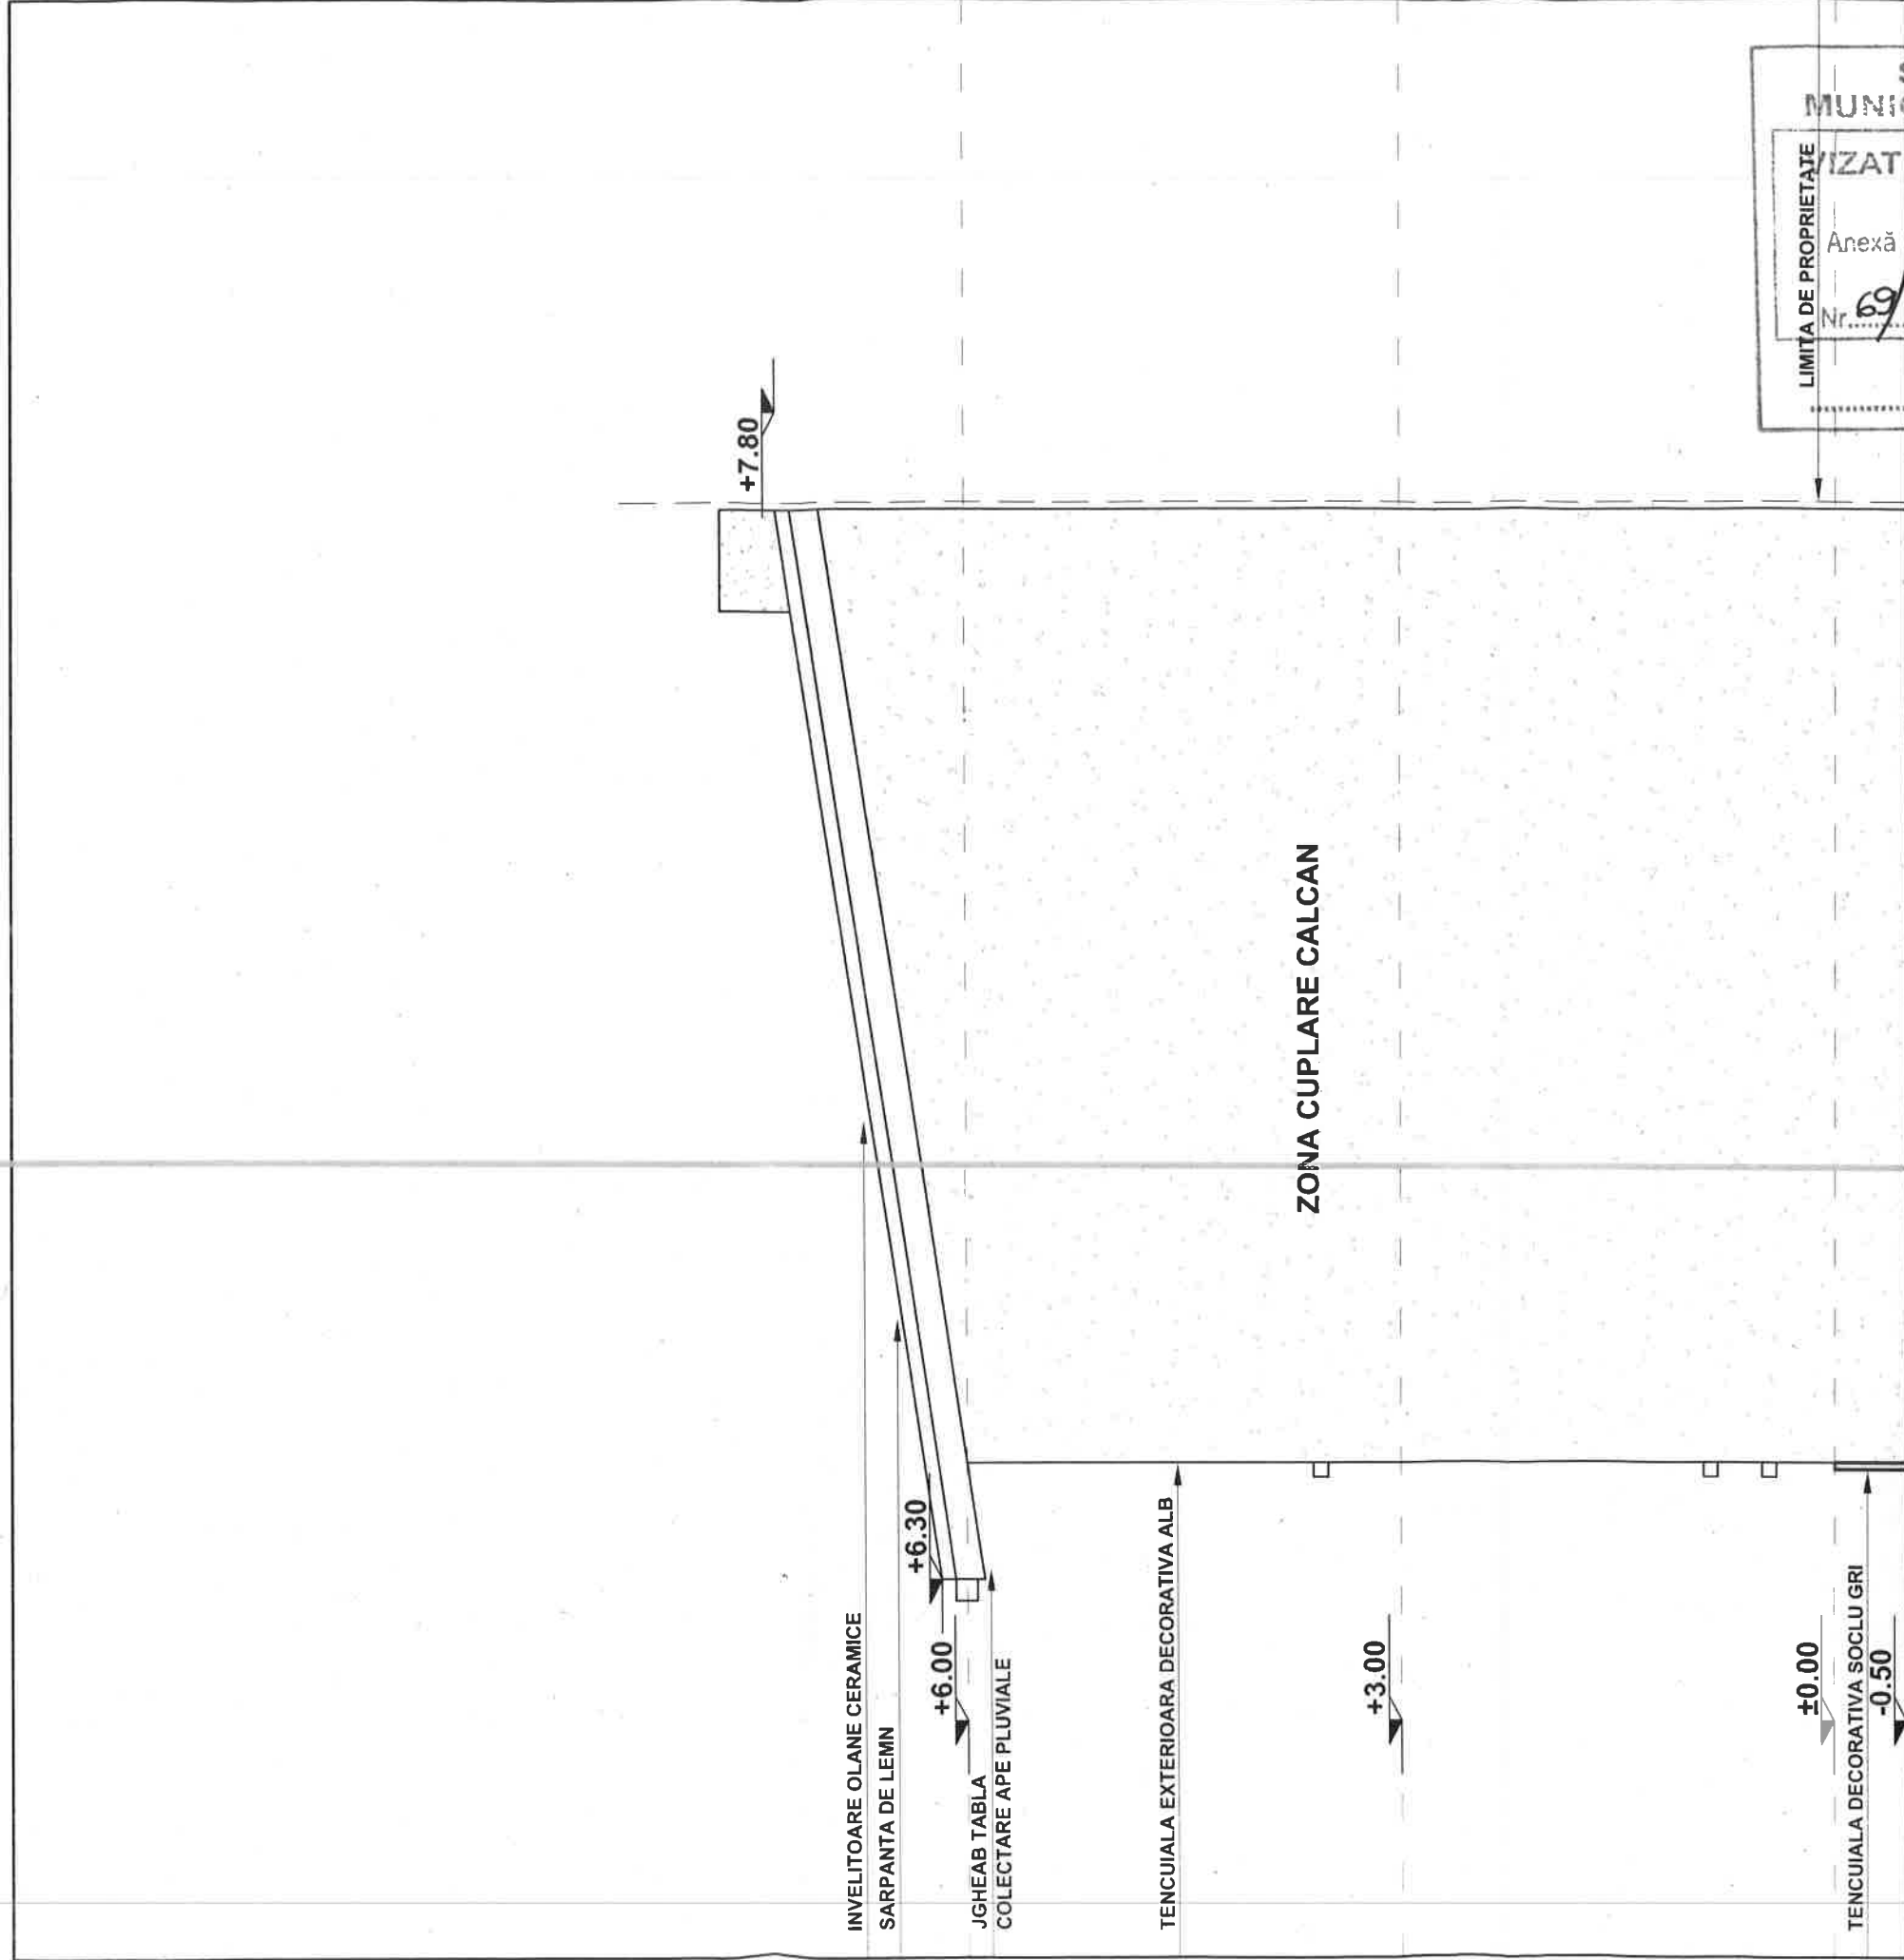 INVELITOARE OLANE CERAMICE
SARPANTA DE LEMN
JGHEAB TABLA
COLECTARE APE PLUVIALE
TENCUIALA EXTERIOARA DECORATIVA ALB
TENCUIALA DECORATIVA SOCLU GRI
+6.00
+3.00
±0.00
-0.50
+6.30
ZONA CUPLARE CALCAN
+7.80
LIMITA DE PROPRIETATE
VIZAT
Anexă
Nr. 69/